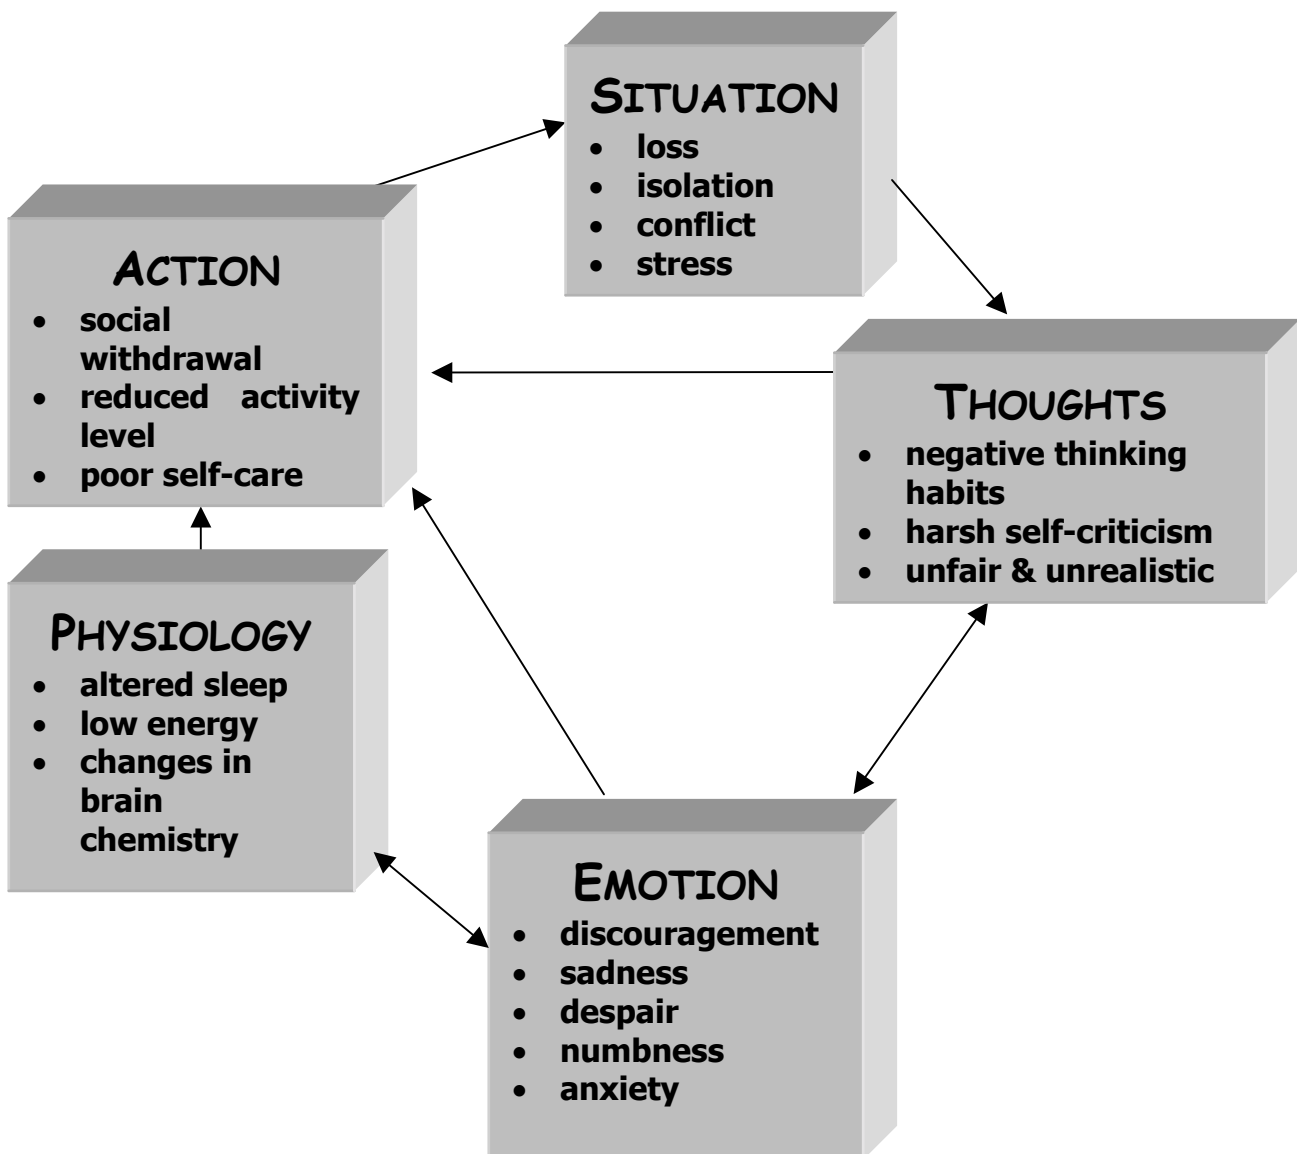 SITUATION
• loss
• isolation
• conflict
• stress
ACTION
• social
withdrawal
• reduced activity
level
• poor self-care
THOUGHTS
• negative thinking
habits
• harsh self-criticism
• unfair & unrealistic
PHYSIOLOGY
• altered sleep
• low energy
• changes in
brain
chemistry
EMOTION
• discouragement
• sadness
• despair
• numbness
• anxiety